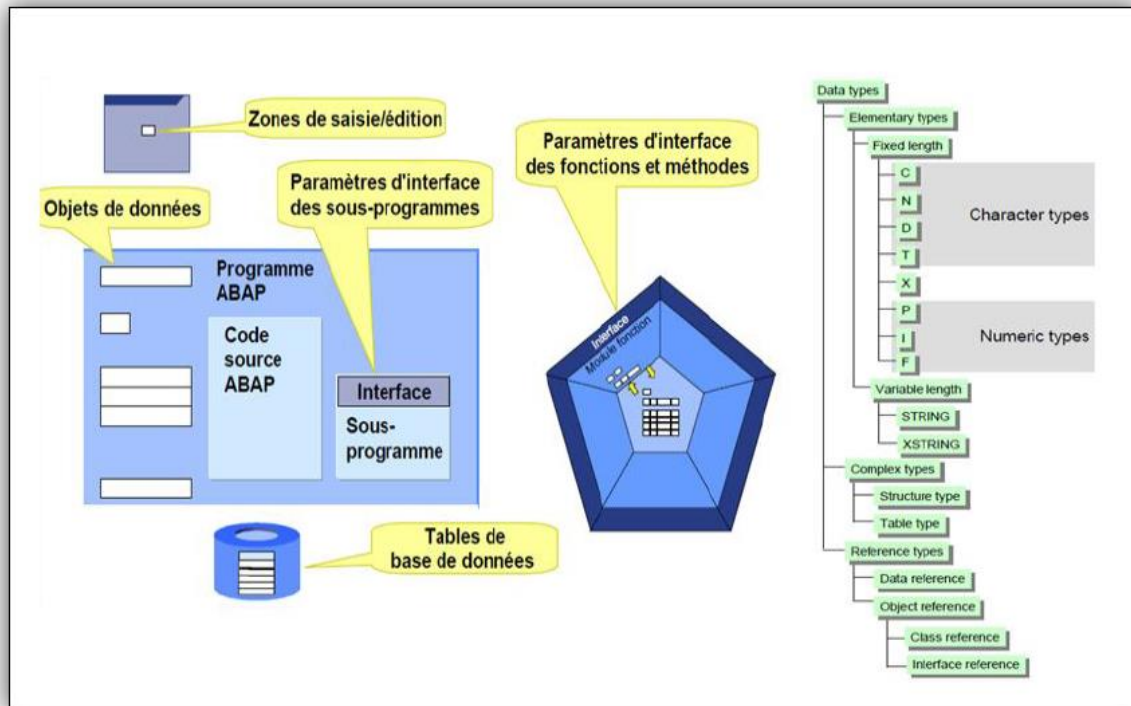 Zones de saisie/édition
Objets de données
Paramètres d'interface
des sous-programmes
Paramètres d'interface
des fonctions et méthodes
Programme
ABAP
Code
source
ABAP
Interface
Sous-
programme
Interface
Module fonction
Tables de
base de données
Data types
Elementary types
Fixed length
C
N
D
T
Character types
X
P
I
F
Numeric types
Variable length
STRING
XSTRING
Complex types
Structure type
Table type
Reference types
Data reference
Object reference
Class reference
Interface reference